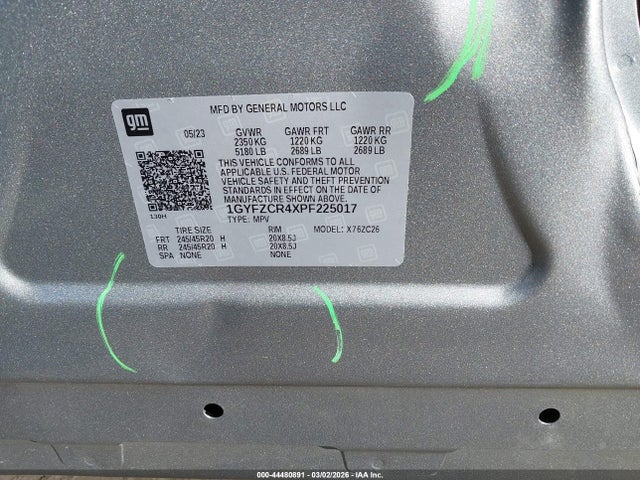 gm
MFD BY GENERAL MOTORS LLC
05/23 GVWR GAWR FRT GAWR RR
2350 KG 1220 KG 1220 KG
5180 LB 2689 LB 2689 LB
THIS VEHICLE CONFORMS TO ALL
APPLICABLE U.S. FEDERAL MOTOR
VEHICLE SAFETY, THEFT PREVENTION
STANDARDS IN EFFECT ON THE DATE OF
MANUFACTURE SHOWN ABOVE.
1GYFZCR4XPF225017
130H TYPE: MPV
TIRE SIZE RIM MODEL: X76ZC26
FRT 245/45R20 H 20X8.5J
RR 245/45R20 H 20X8.5J
SPA NONE NONE
000-44480891 - 03/02/2026 - IAA Inc.